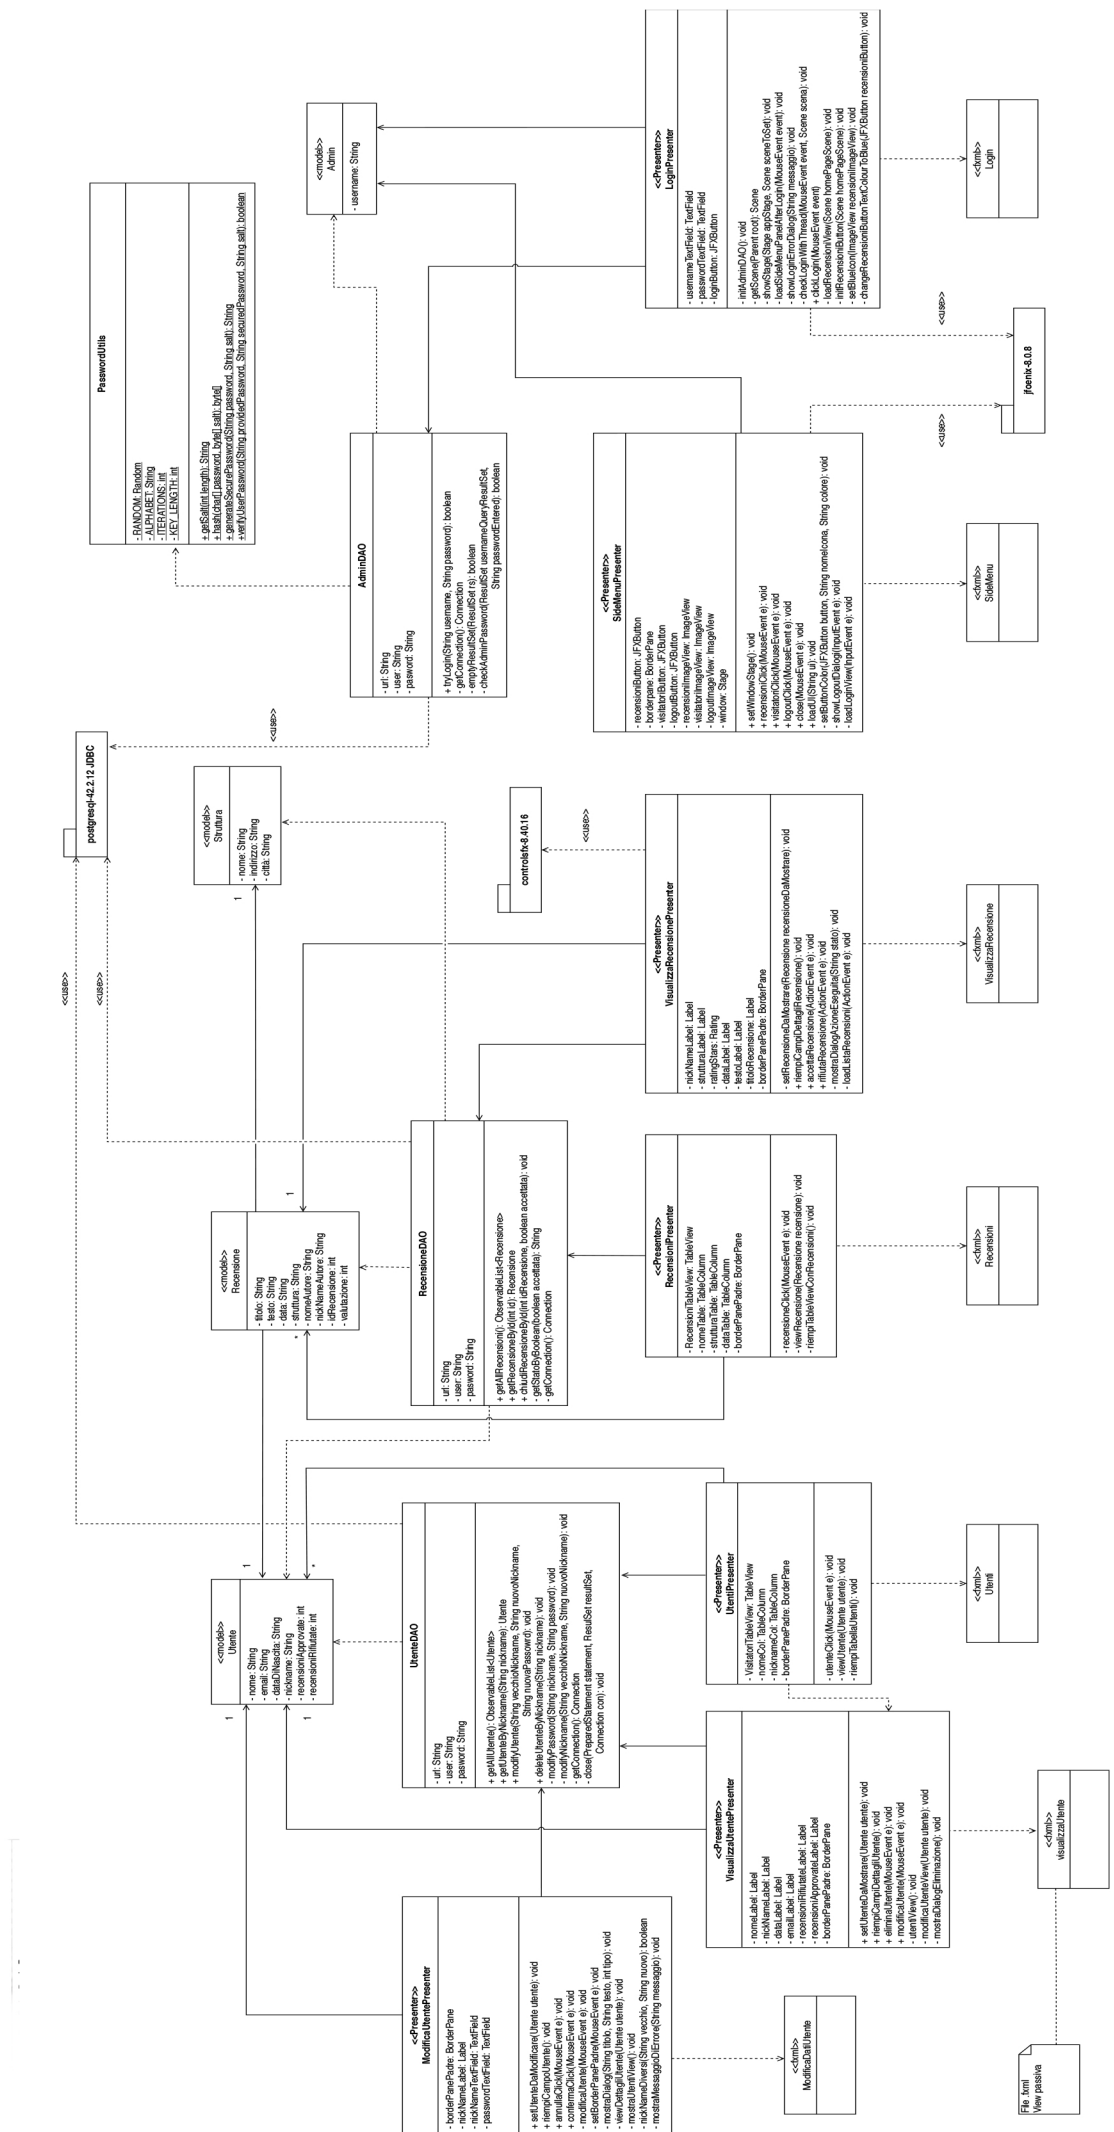 <<model>>
Utente
- nome: String
- email: String
- dataDiNascita: String
- nickname: String
- recensioniApprovate: int
- recensioniRifiutate: int
1
1
1
*
<<model>>
Recensione
- titolo: String
- testo: String
- data: String
- struttura: String
- nomeAutore: String
- nickNameAutore: String
- idRecensione: int
- valutazione: int
*
1
<<model>>
Struttura
- nome: String
- indirizzo: String
- città: String
1
postgresql-42.2.12 JDBC
<<use>>
<<use>>
<<use>>
PasswordUtils
- RANDOM: Random
- ALPHABET: String
- ITERATIONS: int
- KEY_LENGTH: int
+ getSalt(int length): String
+ hash(char[] password, byte[] salt): byte[]
+ generateSecurePassword(String password, String salt): String
+verifyUserPassword(String providedPassword, String securedPassword, String salt): boolean
<<model>>
Admin
- username: String
UtenteDAO
- url: String
- user: String
- pasword: String
+ getAllUtente(): ObservableList<Utente>
+ getUtenteByNickname(String nickname): Utente
+ modifyUtente(String vecchioNickname, String nuovoNickname,
String nuovaPassowrd): void
+ deleteUtenteByNickname(String nickname): void
- modifyPassword(String nickname, String password): void
- modifyNickname(String vecchioNickname, String nuovoNickname): void
- getConnection(): Connection
- close(PreparedStatement statement, ResultSet resultSet,
Connection con): void
RecensioneDAO
- url: String
- user: String
- pasword: String
+ getAllRecensioni(): ObservableList<Recensione>
+ getRecensioneById(int id): Recensione
+ chiudiRecensioneById(int idRecensione, boolean accettata): void
- getStatoByBoolean(boolean accettata): String
- getConnection(): Connection
AdminDAO
- url: String
- user : String
- pasword: String
+ tryLogin(String username, String password): boolean
- getConnection() : Connection
- emptyResultSet(ResultSet rs): boolean
- checkAdminPassword(ResultSet usernameQueryResultSet,
String passwordEntered): boolean
<<Presenter>>
ModificaUtentePresenter
- borderPanePadre: BorderPane
- nickNameLabel: Label
- nickNameTextField: TextField
- passwordTextField: TextField
+ setUtenteDaModificare(Utente utente): void
+ riempiCampoUtente(): void
+ annullaClick(MouseEvent e): void
+ confermaClick(MouseEvent e): void
- modificaUtente(MouseEvent e): void
- setBorderPanePadre(MouseEvent e): void
- mostraDialog(String titolo, String testo, int tipo): void
- viewDettagliUtente(Utente utente): void
- mostraUtentiView(): void
- nickNameDiversi(String vecchio, String nuovo): boolean
- mostraMessaggioDiErrore(String messaggio): void
<<Presenter>>
VisualizzaUtentePresenter
- nomeLabel: Label
- nickNameLabel: Label
- dataLabel: Label
- emailLabel: Label
- recensioniRifiutateLabel: Label
- recensioniApprovateLabel: Label
- borderPanePadre: BorderPane
+ setUtenteDaMostrare(Utente utente): void
+ riempiCampiDettagliUtente(): void
+ eliminaUtente(MouseEvent e): void
+ modificaUtente(MouseEvent e): void
- utentiView(): void
- modificaUtenteView(Utente utente): void
- mostraDialogEliminazione(): void
<<Presenter>>
UtentiPresenter
- VisitatoriTableView: TableView
- nomeCol: TableColumn
- nicknameCol: TableColumn
- borderPanePadre: BorderPane
- utenteClick(MouseEvent e): void
- viewUtente(Utente utente): void
- riempiTabellaUtenti(): void
<<Presenter>>
RecensioniPresenter
- RecensioniTableView: TableView
- nomeTable: TableColumn
- strutturaTable: TableColumn
- dataTable: TableColumn
- borderPanePadre: BorderPane
- recensioneClick(MouseEvent e): void
- viewRecensione(Recensione recensione): void
- riempiTableViewConRecensioni(): void
<<Presenter>>
VisualizzaRecensionePresenter
- nickNameLabel: Label
- strutturaLabel: Label
- ratingStars: Rating
- dataLabel: Label
- testoLabel: Label
- titoloRecensione: Label
- borderPanePadre: BorderPane
- setRecensioneDaMostrare(Recensione recensioneDaMostrare): void
+ riempiCampiDettagliRecensione(): void
+ accettaRecensione(ActionEvent e): void
+ rifiutaRecensione(ActionEvent e): void
- mostraDialogAzioneEseguita(String stato): void
- loadListaRecensioni(ActionEvent e): void
controlsfx-8.40.16
<<use>>
<<Presenter>>
SideMenuPresenter
- recensioniButton: JFXButton
- borderpane: BorderPane
- visitatoriButton: JFXButton
- logoutButton: JFXButton
- recensioniImageView: ImageView
- visitatoriImageView: ImageView
- logoutImageView: ImageView
- window: Stage
+ setWindowStage(): void
+ recensioniClick(MouseEvent e): void
+ visitatoriClick(MouseEvent e): void
+ logoutClick(MouseEvent e): void
+ close(MouseEvent e): void
+ loadUI(String ui): void
- setButtonColor(JFXButton button, String nomeIcona, String colore): void
- showLogoutDialog(InputEvent e): void
- loadLoginView(InputEvent e): void
<<Presenter>>
LoginPresenter
- usernameTextField: TextField
- passwordTextField: TextField
- loginButton: JFXButton
- initAdminDAO(): void
- getScene(Parent root): Scene
- showStage(Stage appStage, Scene sceneToSet): void
- loadSideMenuPanelAfterLogin(MouseEvent event): void
- showLoginErrorDialog(String messaggio): void
- checkLoginWithThread(MouseEvent event, Scene scena): void
+ clickLogin(MouseEvent event)
- loadRecensioniView(Scene homePageScene): void
- initRecensioniButton(Scene homePageScene): void
- setBlueIcon(ImageView recensioniImageView): void
- changeRecensioniButtonTextColourToBlue(JFXButton recensioniButton): void
<<use>>
<<use>>
jfoenix-8.0.8
<<fxml>>
ModificaDatiUtente
<<fxml>>
visualizzaUtente
<<fxml>>
Utenti
<<fxml>>
Recensioni
<<fxml>>
VisualizzaRecensione
<<fxml>>
SideMenu
<<fxml>>
Login
File .fxml
View passiva